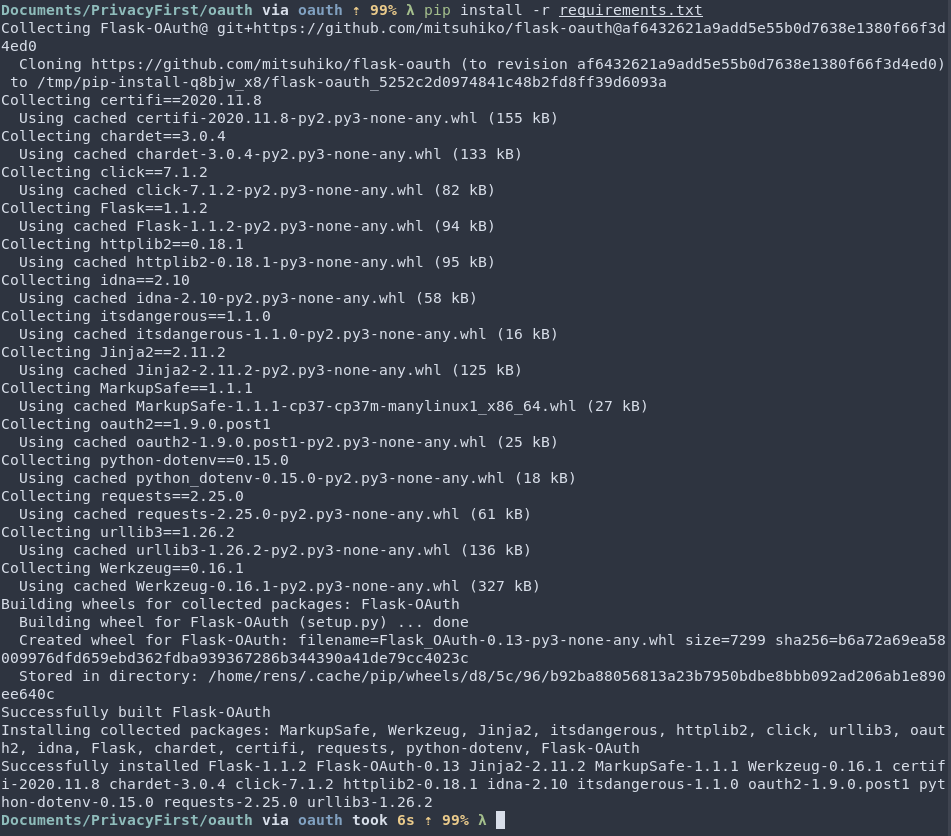 Documents/PrivacyFirst/oauth via oauth ⇡ 99% λ pip install -r requirements.txt
Collecting Flask-OAuth@ git+https://github.com/mitsuhiko/flask-oauth@af6432621a9add5e55b0d7638e1380f66f3d
4ed0
  Cloning https://github.com/mitsuhiko/flask-oauth (to revision af6432621a9add5e55b0d7638e1380f66f3d4ed0)
 to /tmp/pip-install-q8bjw_x8/flask-oauth_5252c2d0974841c48b2fd8ff39d6093a
Collecting certifi==2020.11.8
  Using cached certifi-2020.11.8-py2.py3-none-any.whl (155 kB)
Collecting chardet==3.0.4
  Using cached chardet-3.0.4-py2.py3-none-any.whl (133 kB)
Collecting click==7.1.2
  Using cached click-7.1.2-py2.py3-none-any.whl (82 kB)
Collecting Flask==1.1.2
  Using cached Flask-1.1.2-py2.py3-none-any.whl (94 kB)
Collecting httplib2==0.18.1
  Using cached httplib2-0.18.1-py3-none-any.whl (95 kB)
Collecting idna==2.10
  Using cached idna-2.10-py2.py3-none-any.whl (58 kB)
Collecting itsdangerous==1.1.0
  Using cached itsdangerous-1.1.0-py2.py3-none-any.whl (16 kB)
Collecting Jinja2==2.11.2
  Using cached Jinja2-2.11.2-py2.py3-none-any.whl (125 kB)
Collecting MarkupSafe==1.1.1
  Using cached MarkupSafe-1.1.1-cp37-cp37m-manylinux1_x86_64.whl (27 kB)
Collecting oauth2==1.9.0.post1
  Using cached oauth2-1.9.0.post1-py2.py3-none-any.whl (25 kB)
Collecting python-dotenv==0.15.0
  Using cached python_dotenv-0.15.0-py2.py3-none-any.whl (18 kB)
Collecting requests==2.25.0
  Using cached requests-2.25.0-py2.py3-none-any.whl (61 kB)
Collecting urllib3==1.26.2
  Using cached urllib3-1.26.2-py2.py3-none-any.whl (136 kB)
Collecting Werkzeug==0.16.1
  Using cached Werkzeug-0.16.1-py2.py3-none-any.whl (327 kB)
Building wheels for collected packages: Flask-OAuth
  Building wheel for Flask-OAuth (setup.py) ... done
  Created wheel for Flask-OAuth: filename=Flask_OAuth-0.13-py3-none-any.whl size=7299 sha256=b6a72a69ea58
009976dfd659ebd362fdba939367286b344390a41de79cc4023c
  Stored in directory: /home/rens/.cache/pip/wheels/d8/5c/96/b92ba88056813a23b7950bdbe8bbb092ad206ab1e890
ee640c
Successfully built Flask-OAuth
Installing collected packages: MarkupSafe, Werkzeug, Jinja2, itsdangerous, httplib2, click, urllib3, oaut
h2, idna, Flask, chardet, certifi, requests, python-dotenv, Flask-OAuth
Successfully installed Flask-1.1.2 Flask-OAuth-0.13 Jinja2-2.11.2 MarkupSafe-1.1.1 Werkzeug-0.16.1 certif
i-2020.11.8 chardet-3.0.4 click-7.1.2 httplib2-0.18.1 idna-2.10 itsdangerous-1.1.0 oauth2-1.9.0.post1 pyt
hon-dotenv-0.15.0 requests-2.25.0 urllib3-1.26.2
Documents/PrivacyFirst/oauth via oauth took 6s ⇡ 99% λ